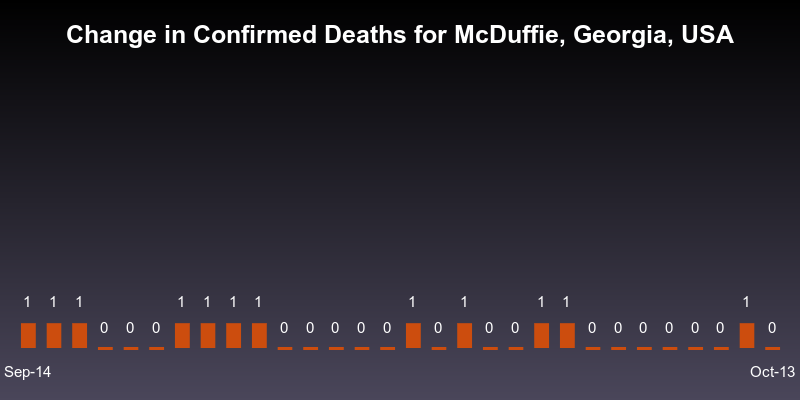 Change in Confirmed Deaths for McDuffie, Georgia, USA
1 1 1 0 0 0 1 1 1 1 0 0 0 0 0 1 0 1 0 0 1 1 0 0 0 0 0 0 1 0
Sep-14 Oct-13